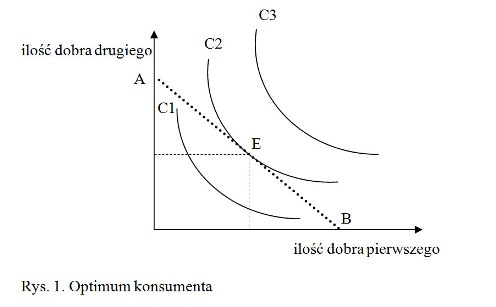 C3
C2
ilość dobra drugiego
A
C1
E
B
ilość dobra pierwszego
Rys. 1. Optimum konsumenta